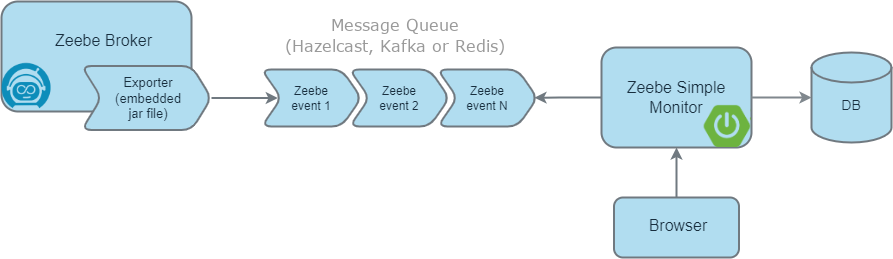 Zeebe Broker
Exporter
(embedded
jar file)
Message Queue
(Hazelcast, Kafka or Redis)
Zeebe
event 1
Zeebe
event 2
Zeebe
event N
Zeebe Simple
Monitor
DB
Browser